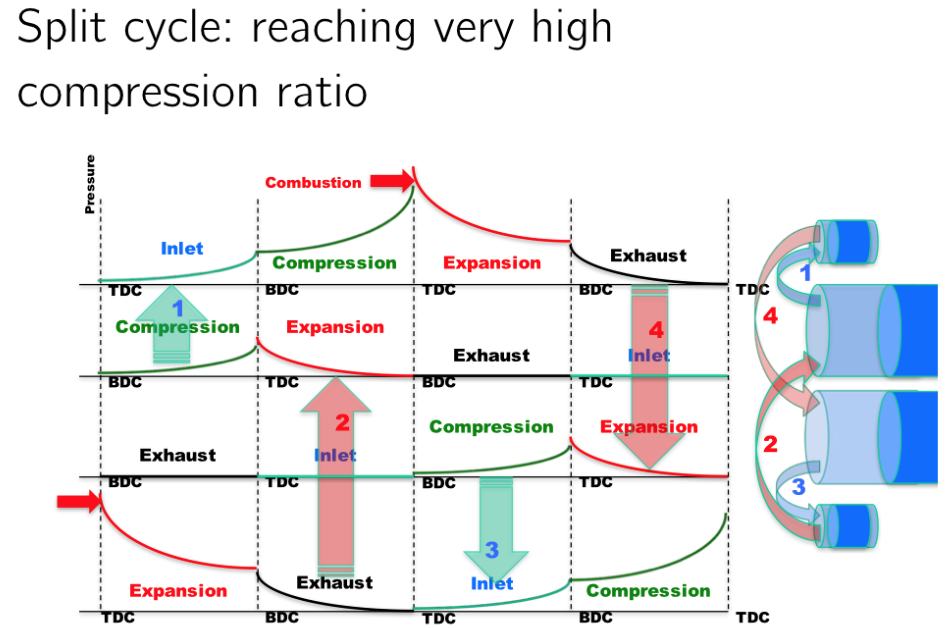 Split cycle: reaching very high
compression ratio
Pressure
Combustion
Inlet
Compression
Expansion
Exhaust
TDC BDC TDC BDC TDC
1
Compression
Expansion
Exhaust
4
Inlet
BDC TDC BDC TDC
Exhaust
2
Inlet
Compression
Expansion
BDC TDC BDC TDC
Expansion
Exhaust
3
Inlet
Compression
TDC BDC TDC BDC TDC
1
4
2
3